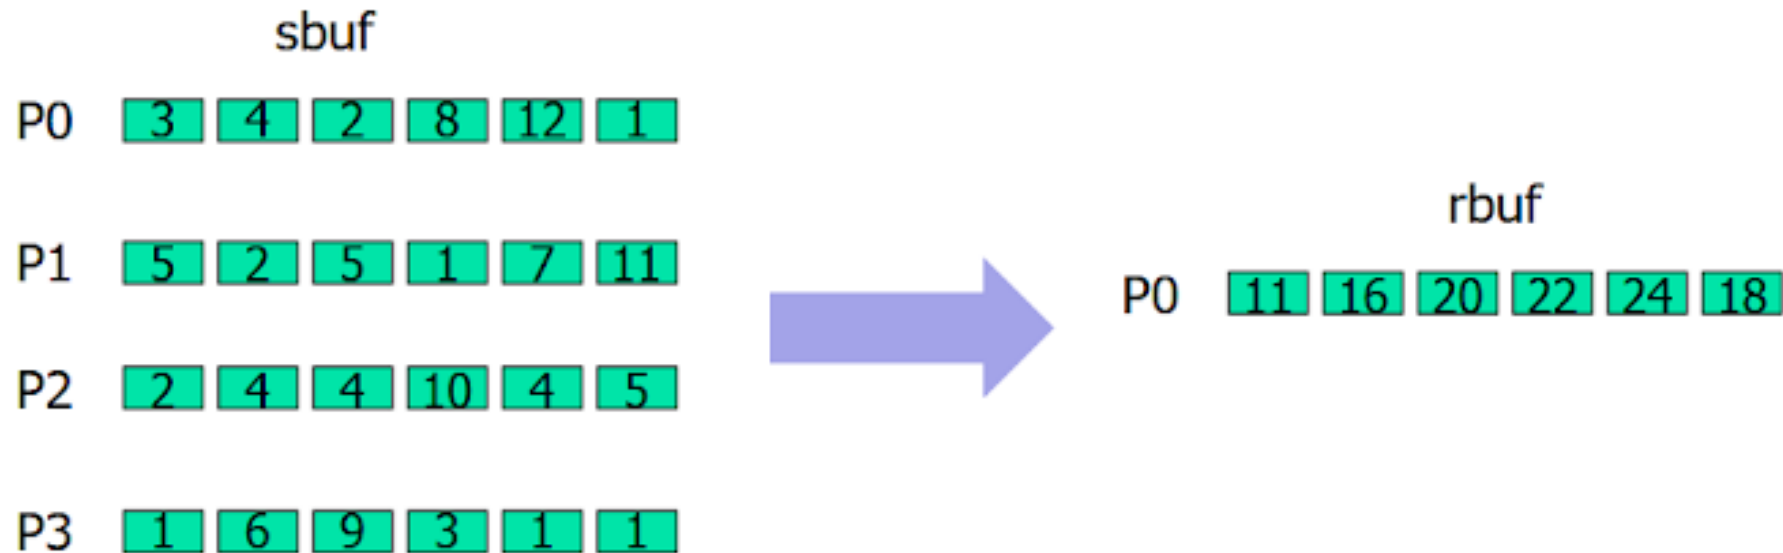 sbuf
P0 3 4 2 8 12 1
rbuf
P1 5 2 5 1 7 11
P0 11 16 20 22 24 18
P2 2 4 4 10 4 5
P3 1 6 9 3 1 1